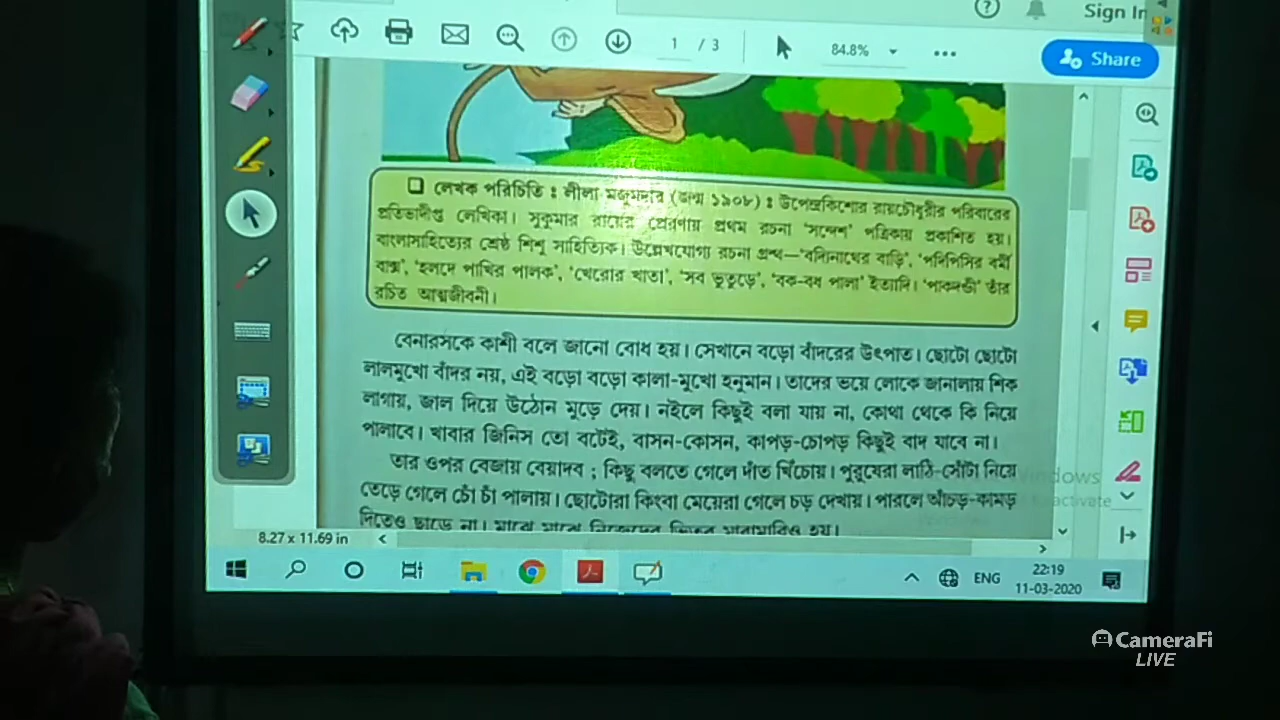 Sign In
1 / 3
84.8%
Share
❑ লেখক পরিচিতি : লীলা মজুমদার (জন্ম ১৯০৮) : উপেন্দ্রকিশোর রায়চৌধুরীর পরিবারের
প্রতিভাদীপ্ত লেখিকা। সুকুমার রায়ের প্রেরণায় প্রথম রচনা 'সন্দেশ' পত্রিকায় প্রকাশিত হয়।
বাংলাসাহিত্যের শ্রেষ্ঠ শিশু সাহিত্যিক। উল্লেখযোগ্য রচনা গ্রন্থ—'বদ্যিনাথের বাড়ি', 'পদিপিসির বর্মী
বাক্স', 'হলদে পাখির পালক', 'খেরোর খাতা', 'সব ভুতুড়ে', 'বক-বধ পালা' ইত্যাদি। 'পাকদণ্ডী' তাঁর
রচিত আত্মজীবনী।
বেনারসকে কাশী বলে জানো বোধ হয়। সেখানে বড়ো বাঁদরের উৎপাত। ছোটো ছোটো
লালমুখো বাঁদর নয়, এই বড়ো বড়ো কালা-মুখো হনুমান। তাদের ভয়ে লোকে জানালায় শিক
লাগায়, জাল দিয়ে উঠোন মুড়ে দেয়। নইলে কিছুই বলা যায় না, কোথা থেকে কি নিয়ে
পালাবে। খাবার জিনিস তো বটেই, বাসন-কোসন, কাপড়-চোপড় কিছুই বাদ যাবে না।
তার ওপর বেজায় বেয়াদব ; কিছু বলতে গেলে দাঁত খিঁচোয়। পুরুষেরা লাঠি-সোঁটা নিয়ে
তেড়ে গেলে চোঁ চাঁ পালায়। ছোটোরা কিংবা মেয়েরা গেলে চড় দেখায়। পারলে আঁচড়-কামড়
দিতেও ছাড়ে না। মাঝে মাঝে নিজেদের ভিতর মারামারিও হয়।
8.27 x 11.69 in
ENG
22:19
11-03-2020
CameraFi
LIVE